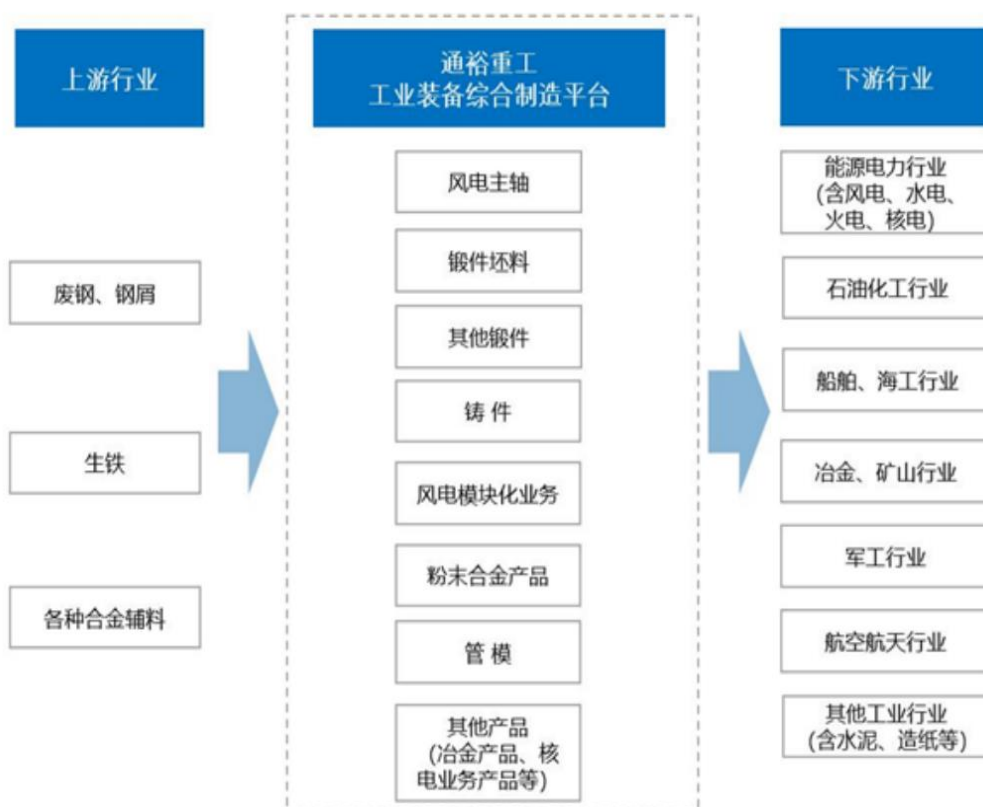 上游行业
废钢、钢屑
生铁
各种合金辅料
通裕重工
工业装备综合制造平台
风电主轴
锻件坯料
其他锻件
铸 件
风电模块化业务
粉末合金产品
管 模
其他产品
(冶金产品、核
电业务产品等)
下游行业
能源电力行业
(含风电、水电、
火电、核电)
石油化工行业
船舶、海工行业
冶金、矿山行业
军工行业
航空航天行业
其他工业行业
(含水泥、造纸等)